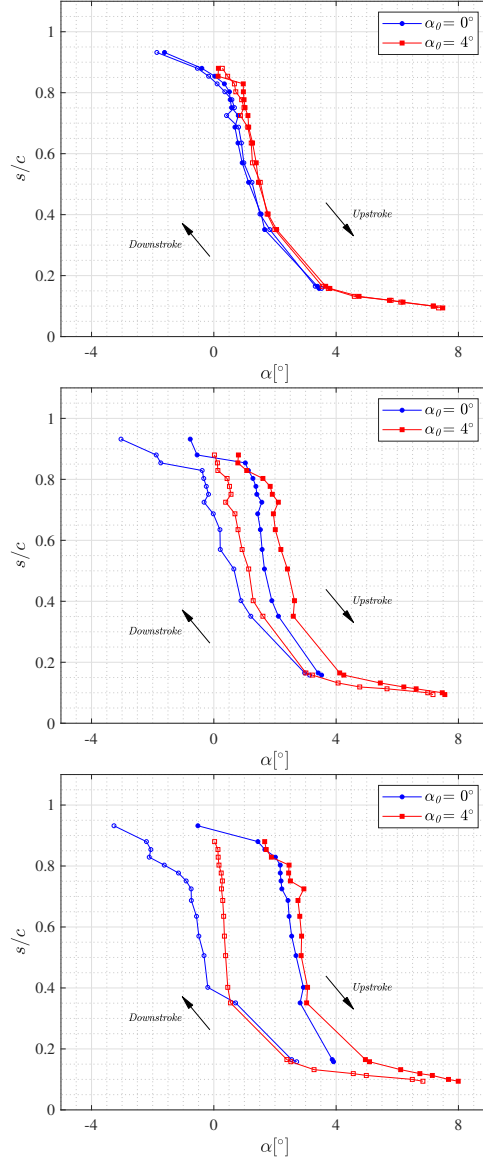 1
0.8
0.6
0.4
0.2
0
-4 0 4 8
s/c
α[°]
α₀ = 0°
α₀ = 4°
Upstroke
Downstroke
1
0.8
0.6
0.4
0.2
0
-4 0 4 8
s/c
α[°]
α₀ = 0°
α₀ = 4°
Upstroke
Downstroke
1
0.8
0.6
0.4
0.2
0
-4 0 4 8
s/c
α[°]
α₀ = 0°
α₀ = 4°
Upstroke
Downstroke